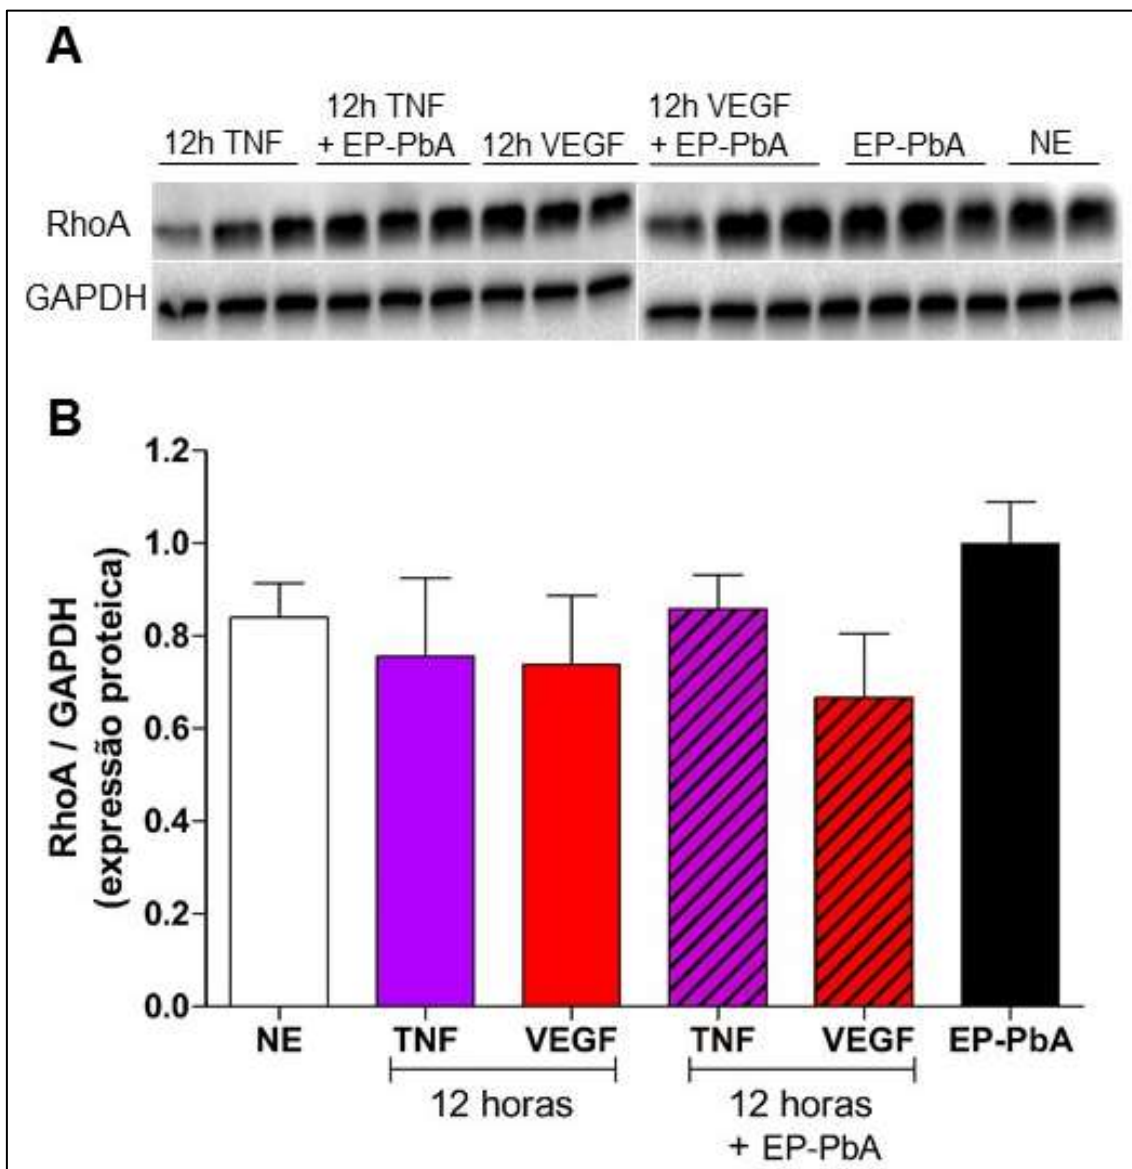 A
12h TNF
12h TNF
+ EP-PbA
12h VEGF
12h VEGF
+ EP-PbA
EP-PbA
NE
RhoA
GAPDH
B
RhoA / GAPDH
(expressão proteica)
1.2
1.0
0.8
0.6
0.4
0.2
0.0
NE
TNF
VEGF
TNF
VEGF
EP-PbA
12 horas
12 horas
+ EP-PbA